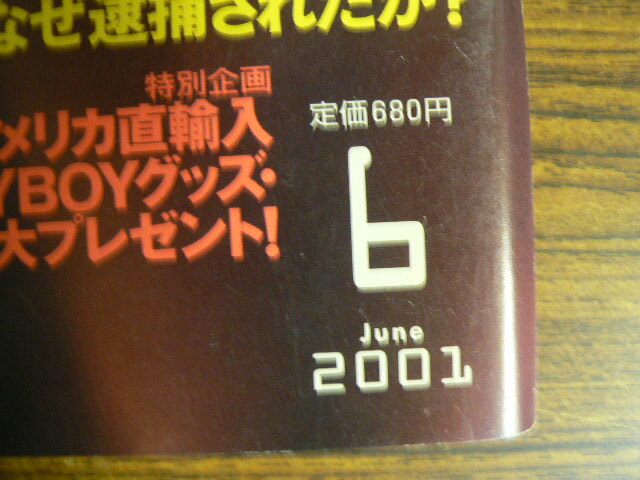 なぜ逮捕されたか?
特別企画
メリカ直輸入
YBOYグッズ・
大プレゼント!
定価680円
6
June
2001